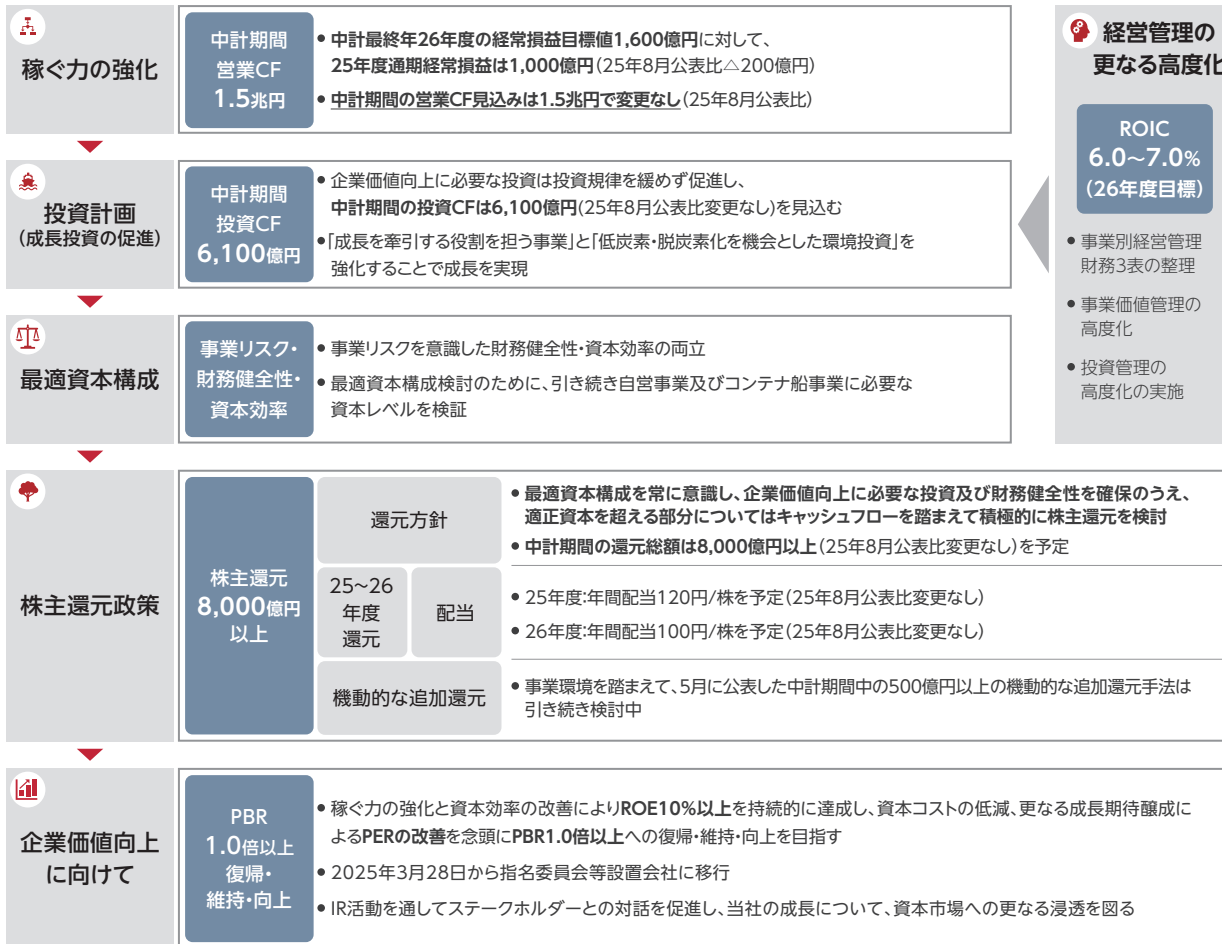 稼ぐ力の強化
中計期間
営業CF
1.5兆円
• 中計最終年26年度の経常損益目標値1,600億円に対して、
25年度通期経常損益は1,000億円(25年8月公表比△200億円)
• 中計期間の営業CF見込みは1.5兆円で変更なし(25年8月公表比)
投資計画
(成長投資の促進)
中計期間
投資CF
6,100億円
• 企業価値向上に必要な投資は投資規律を緩めず促進し、
中計期間の投資CFは6,100億円(25年8月公表比変更なし)を見込む
•「成長を牽引する役割を担う事業」と「低炭素・脱炭素化を機会とした環境投資」を
強化することで成長を実現
最適資本構成
事業リスク・
財務健全性・
資本効率
• 事業リスクを意識した財務健全性・資本効率の両立
• 最適資本構成検討のために、引き続き自営事業及びコンテナ船事業に必要な
資本レベルを検証
経営管理の
更なる高度化
ROIC
6.0～7.0%
(26年度目標)
• 事業別経営管理
財務3表の整理
• 事業価値管理の
高度化
• 投資管理の
高度化の実施
株主還元政策
株主還元
8,000億円
以上
還元方針
• 最適資本構成を常に意識し、企業価値向上に必要な投資及び財務健全性を確保のうえ、
適正資本を超える部分についてはキャッシュフローを踏まえて積極的に株主還元を検討
• 中計期間の還元総額は8,000億円以上(25年8月公表比変更なし)を予定
25～26
年度
還元
配当
• 25年度:年間配当120円/株を予定(25年8月公表比変更なし)
• 26年度:年間配当100円/株を予定(25年8月公表比変更なし)
機動的な追加還元
• 事業環境を踏まえて、5月に公表した中計期間中の500億円以上の機動的な追加還元手法は
引き続き検討中
企業価値向上
に向けて
PBR
1.0倍以上
復帰・
維持・向上
• 稼ぐ力の強化と資本効率の改善によりROE10%以上を持続的に達成し、資本コストの低減、更なる成長期待醸成に
よるPERの改善を念頭にPBR1.0倍以上への復帰・維持・向上を目指す
• 2025年3月28日から指名委員会等設置会社に移行
• IR活動を通してステークホルダーとの対話を促進し、当社の成長について、資本市場への更なる浸透を図る